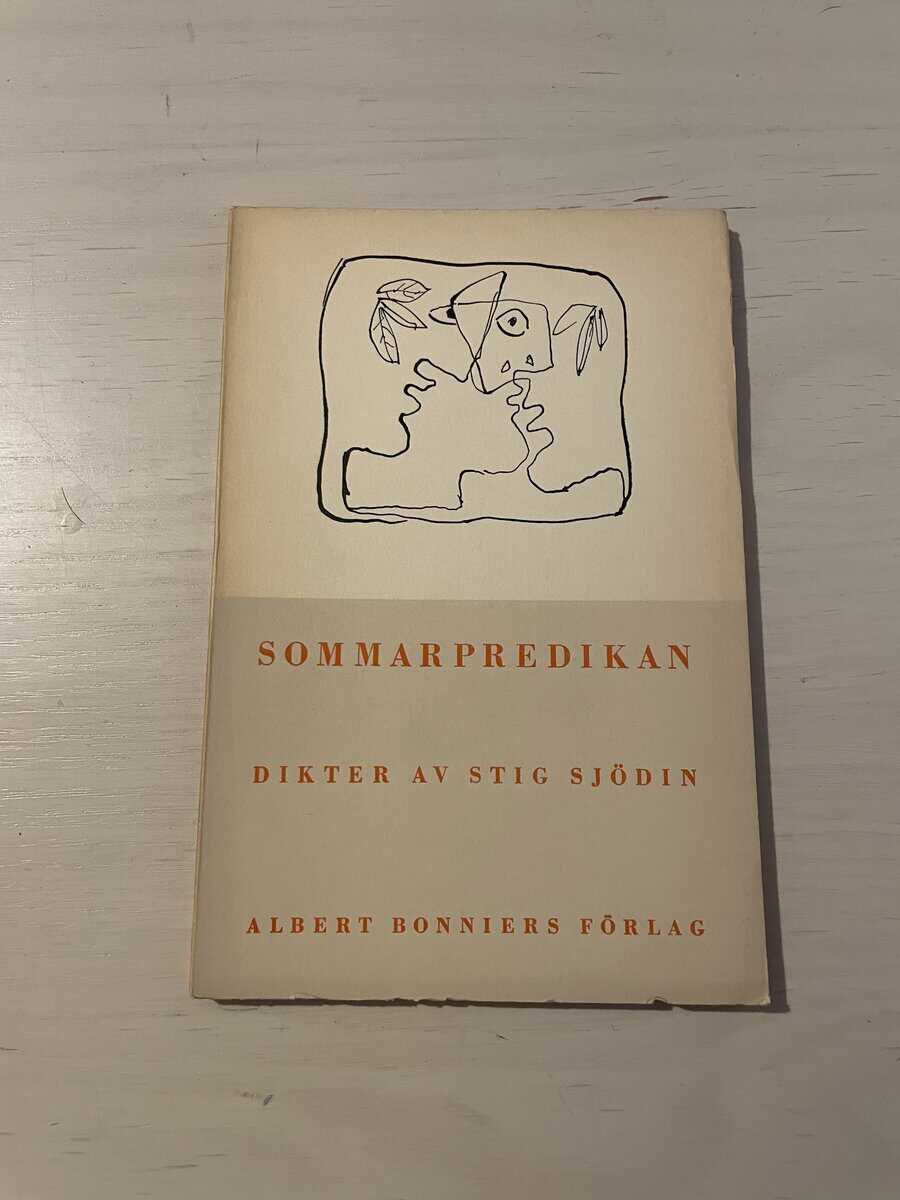 SOMMARPREDIKAN
DIKTER AV STIG SJÖDIN
ALBERT BONNIERS FÖRLAG